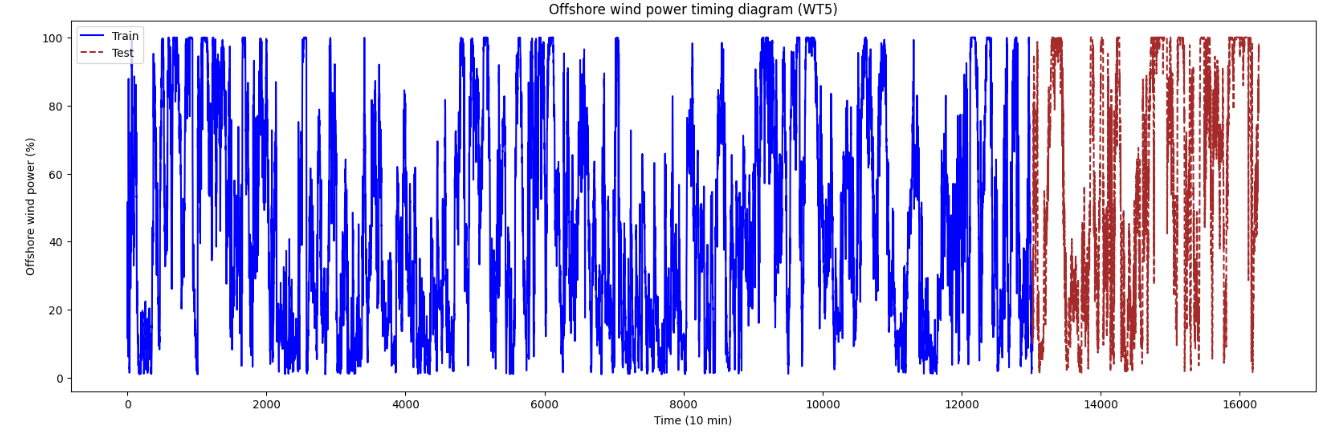 Offshore wind power timing diagram (WT5)
Train
Test
Offshore wind power (%)
100
80
60
40
20
0
0 2000 4000 6000 8000 10000 12000 14000 16000
Time (10 min)